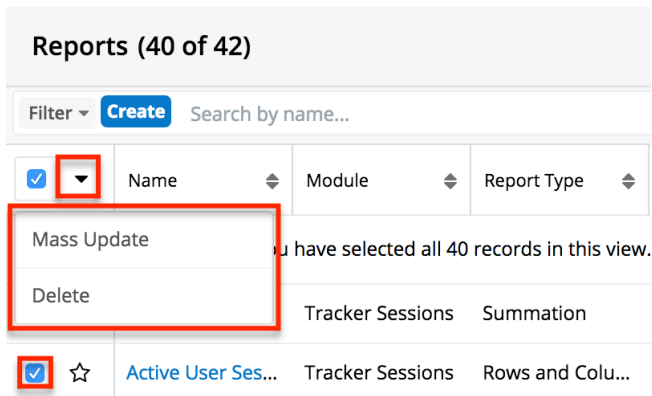 Reports (40 of 42)
Filter Create Search by name...
Name Module Report Type
Mass Update
u have selected all 40 records in this view.
Delete
Tracker Sessions Summation
Active User Ses... Tracker Sessions Rows and Colu...